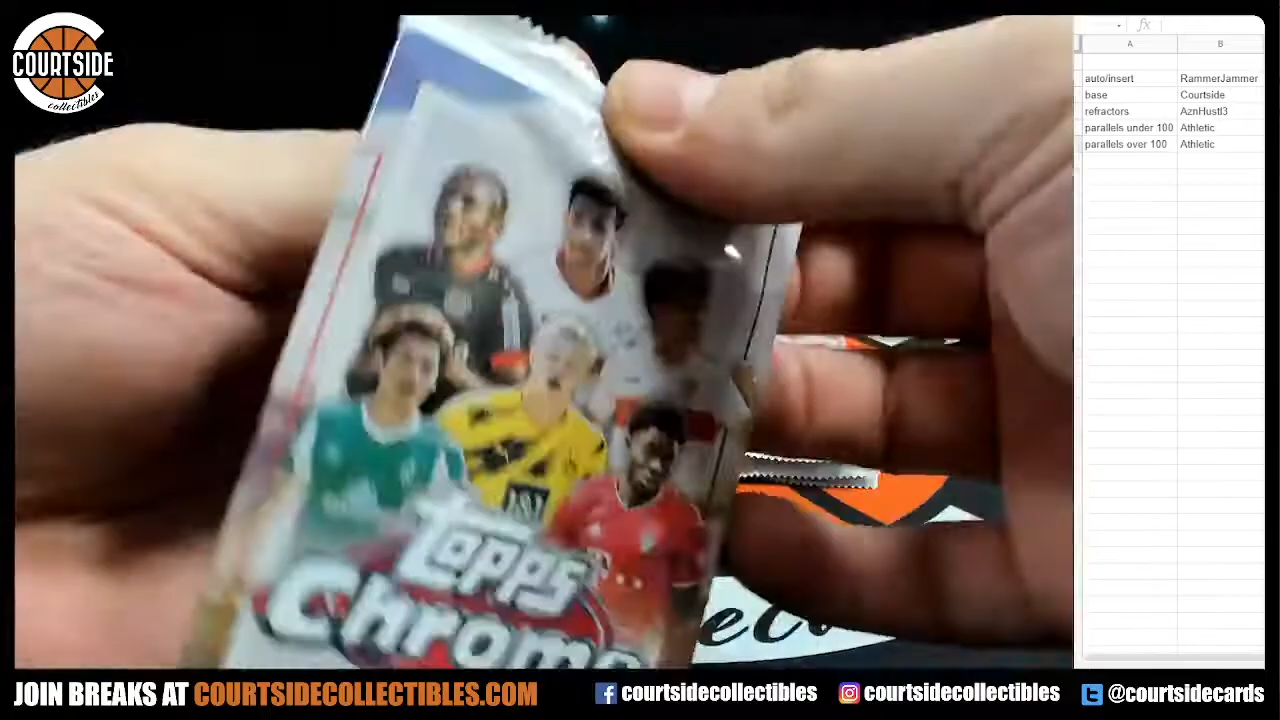 COURTSIDE
collectibles
fx
A B
auto/insert RammerJammer
base Courtside
refractors AznHustl3
parallels under 100 Athletic
parallels over 100 Athletic
Topps
Chrome
JOIN BREAKS AT COURTSIDECOLLECTIBLES.COM
courtsidecollectibles
courtsidecollectibles
@courtsidecards